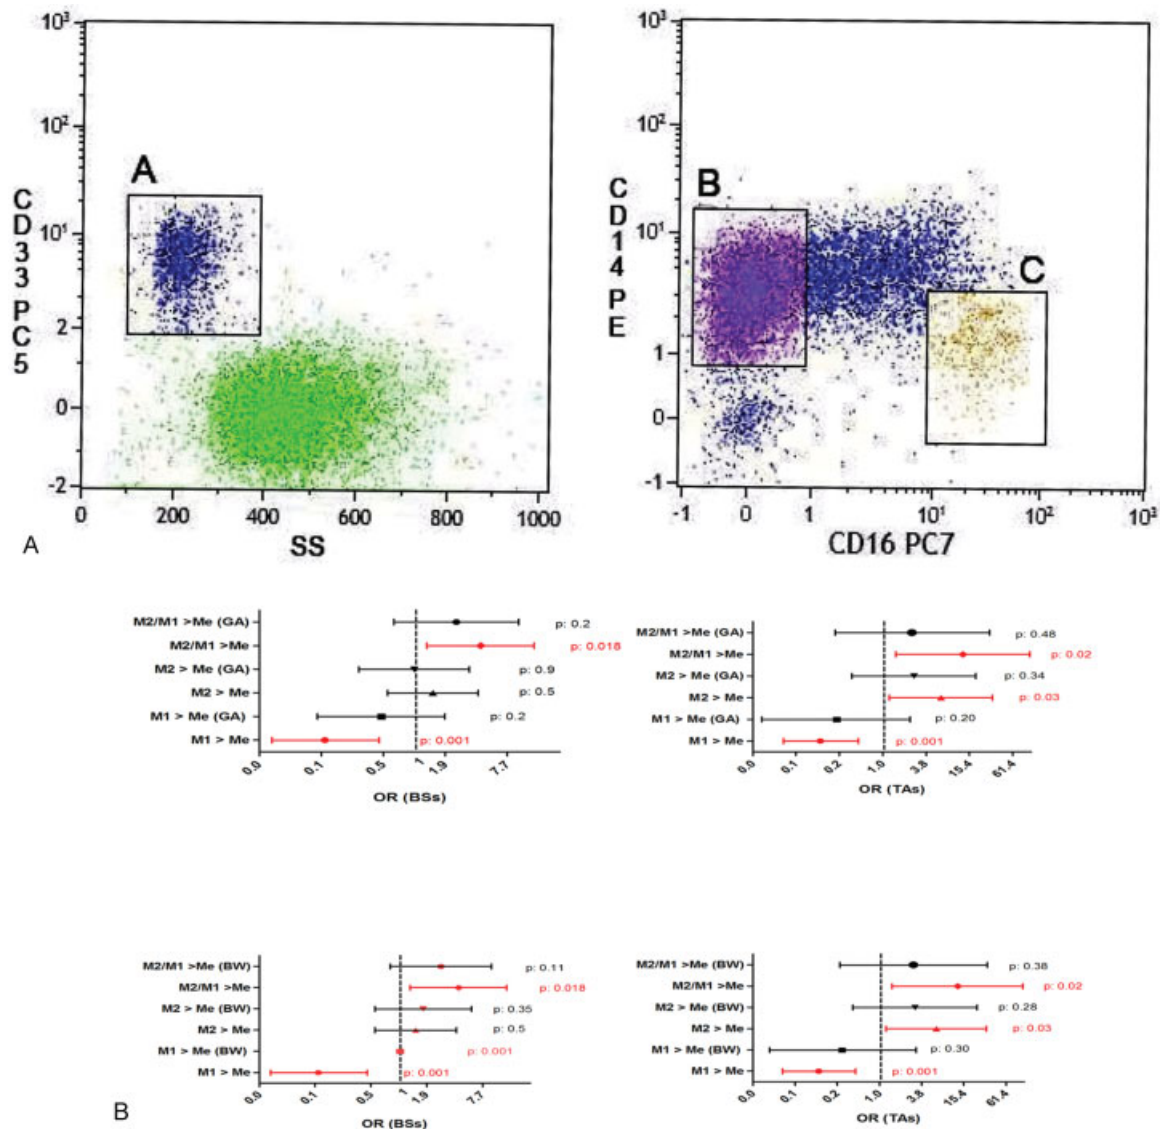 10³
10²
10¹
2
0
-2
CD33 PC5
A
0
200
400
600
800
1000
SS
10³
10²
10¹
1
0
-1
CD14 PE
B
C
-1
0
1
10¹
10²
10³
CD16 PC7
A
M2/M1 >Me (GA)
p: 0.2
M2/M1 >Me
p: 0.018
M2 > Me (GA)
p: 0.9
M2 > Me
p: 0.5
M1 > Me (GA)
p: 0.2
M1 > Me
p: 0.001
0.0
0.1
0.5
1
1.9
7.7
OR (BSs)
M2/M1 >Me (GA)
p: 0.48
M2/M1 >Me
p: 0.02
M2 > Me (GA)
p: 0.34
M2 > Me
p: 0.03
M1 > Me (GA)
p: 0.20
M1 > Me
p: 0.001
0.0
0.1
0.2
1.0
3.8
15.4
61.4
OR (TAs)
M2/M1 >Me (BW)
p: 0.11
M2/M1 >Me
p: 0.018
M2 > Me (BW)
p: 0.35
M2 > Me
p: 0.5
M1 > Me (BW)
p: 0.001
M1 > Me
p: 0.001
0.0
0.1
0.5
1
1.9
7.7
OR (BSs)
M2/M1 >Me (BW)
p: 0.38
M2/M1 >Me
p: 0.02
M2 > Me (BW)
p: 0.28
M2 > Me
p: 0.03
M1 > Me (BW)
p: 0.30
M1 > Me
p: 0.001
0.0
0.1
0.2
1.0
3.8
15.4
61.4
OR (TAs)
B